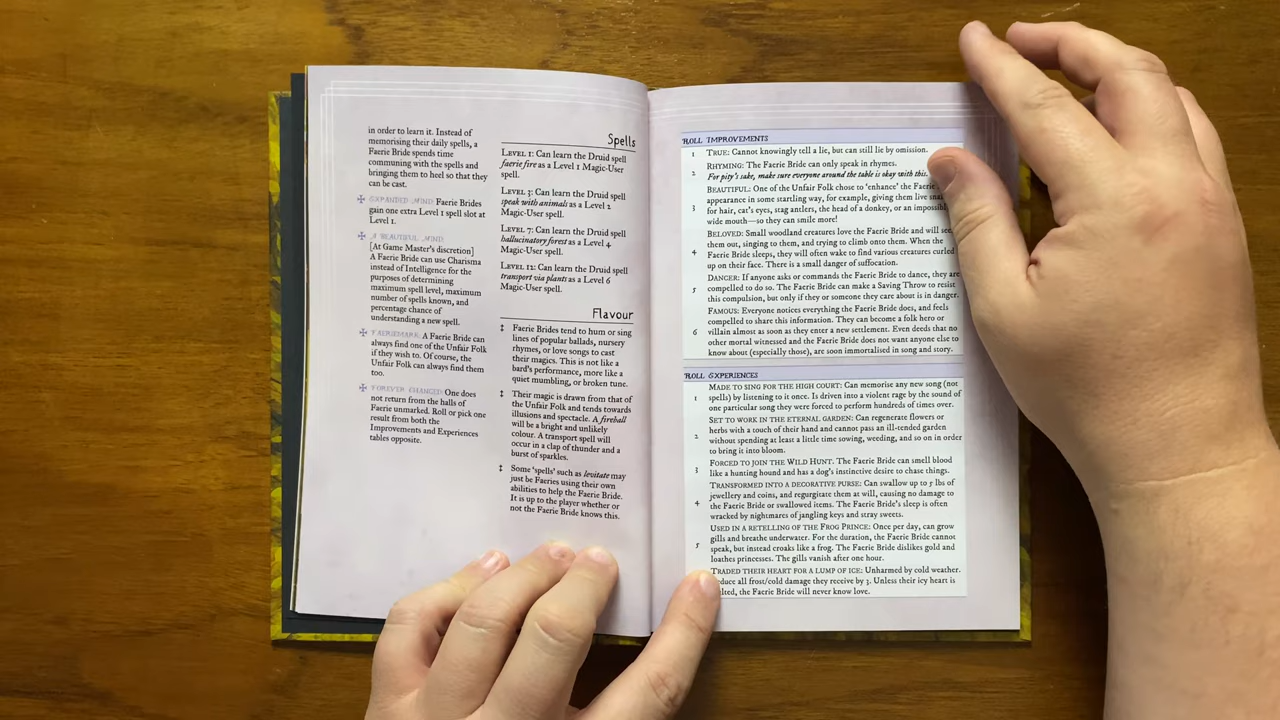 in order to learn it. Instead of
memorising their daily spells, a
Faerie Bride spends time
communing with the spells and
bringing them to heel so that they
can be cast.
EXPANDED MIND: Faerie Brides
gain one extra Level 1 spell slot at
Level 1.
A BEAUTIFUL MIND:
[At Game Master's discretion]
A Faerie Bride can use Charisma
instead of Intelligence for the
purposes of determining
maximum spell level, maximum
number of spells known, and
percentage chance of
understanding a new spell.
FAERIEMARK: A Faerie Bride can
always find one of the Unfair Folk
if they wish to. Of course, the
Unfair Folk can always find them
too.
FOREVER CHANGED: One does
not return from the halls of
Faerie unmarked. Roll or pick one
result from both the
Improvements and Experiences
tables opposite.
Spells
LEVEL 1: Can learn the Druid spell
faerie fire as a Level 1 Magic-User
spell.
LEVEL 3: Can learn the Druid spell
speak with animals as a Level 2
Magic-User spell.
LEVEL 7: Can learn the Druid spell
hallucinatory forest as a Level 4
Magic-User spell.
LEVEL 12: Can learn the Druid spell
transport via plants as a Level 6
Magic-User spell.
Flavour
‡ Faerie Brides tend to hum or sing
lines of popular ballads, nursery
rhymes, or love songs to cast
their magics. This is not like a
bard's performance, more like a
quiet mumbling, or broken tune.
‡ Their magic is drawn from that of
the Unfair Folk and tends towards
illusions and spectacle. A fireball
will be a bright and unlikely
colour. A transport spell will
occur in a clap of thunder and a
burst of sparkles.
‡ Some 'spells' such as levitate may
just be Faeries using their own
abilities to help the Faerie Bride.
It is up to the player whether or
not the Faerie Bride knows this.
ROLL IMPROVEMENTS
1 TRUE: Cannot knowingly tell a lie, but can still lie by omission.
RHYMING: The Faerie Bride can only speak in rhymes.
2 For pity's sake, make sure everyone around the table is okay with this.
BEAUTIFUL: One of the Unfair Folk chose to 'enhance' the Faerie
appearance in some startling way, for example, giving them live
3 for hair, cat's eyes, stag antlers, the head of a donkey, or an
wide mouth—so they can smile more!
BELOVED: Small woodland creatures love the Faerie Bride and will
them out, singing to them, and trying to climb onto them. When the
4 Faerie Bride sleeps, they will often wake to find various creatures curled
up on their face. There is a small danger of suffocation.
DANCER: If anyone asks or commands the Faerie Bride to dance, they are
5 compelled to do so. The Faerie Bride can make a Saving Throw to resist
this compulsion, but only if they or someone they care about is in danger.
FAMOUS: Everyone notices everything the Faerie Bride does, and feels
compelled to share this information. They can become a folk hero or
6 villain almost as soon as they enter a new settlement. Even deeds that no
other mortal witnessed and the Faerie Bride does not want anyone else to
know about (especially those), are soon immortalised in song and story.
ROLL EXPERIENCES
MADE TO SING FOR THE HIGH COURT: Can memorise any new song (not
1 spells) by listening to it once. Is driven into a violent rage by the sound of
one particular song they were forced to perform hundreds of times over.
SET TO WORK IN THE ETERNAL GARDEN: Can regenerate flowers or
2 herbs with a touch of their hand and cannot pass an ill-tended garden
without spending at least a little time sowing, weeding, and so on in order
to bring it into bloom.
3 FORCED TO JOIN THE WILD HUNT. The Faerie Bride can smell blood
like a hunting hound and has a dog's instinctive desire to chase things.
TRANSFORMED INTO A DECORATIVE PURSE: Can swallow up to 5 lbs of
jewellery and coins, and regurgitate them at will, causing no damage to
4 the Faerie Bride or swallowed items. The Faerie Bride's sleep is often
wracked by nightmares of jangling keys and stray sweets.
USED IN A RETELLING OF THE FROG PRINCE: Once per day, can grow
gills and breathe underwater. For the duration, the Faerie Bride cannot
5 speak, but instead croaks like a frog. The Faerie Bride dislikes gold and
loathes princesses. The gills vanish after one hour.
TRADED THEIR HEART FOR A LUMP OF ICE: Unharmed by cold weather.
all frost/cold damage they receive by 3. Unless their icy heart is
the Faerie Bride will never know love.